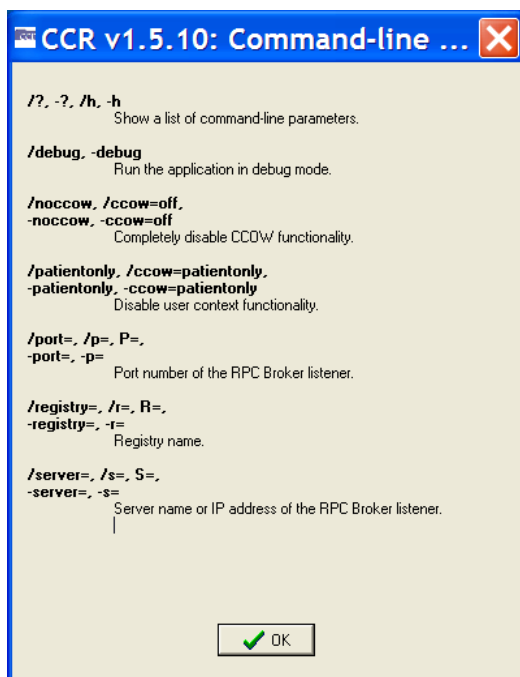 CCR CCR v1.5.10: Command-line ...
/?, -?, /h, -h
Show a list of command-line parameters.
/debug, -debug
Run the application in debug mode.
/noccow, /ccow=off,
-noccow, -ccow=off
Completely disable CCOW functionality.
/patientonly, /ccow=patientonly,
-patientonly, -ccow=patientonly
Disable user context functionality.
/port=, /p=, P=,
-port=, -p=
Port number of the RPC Broker listener.
/registry=, /r=, R=,
-registry=, -r=
Registry name.
/server=, /s=, S=,
-server=, -s=
Server name or IP address of the RPC Broker listener.
OK